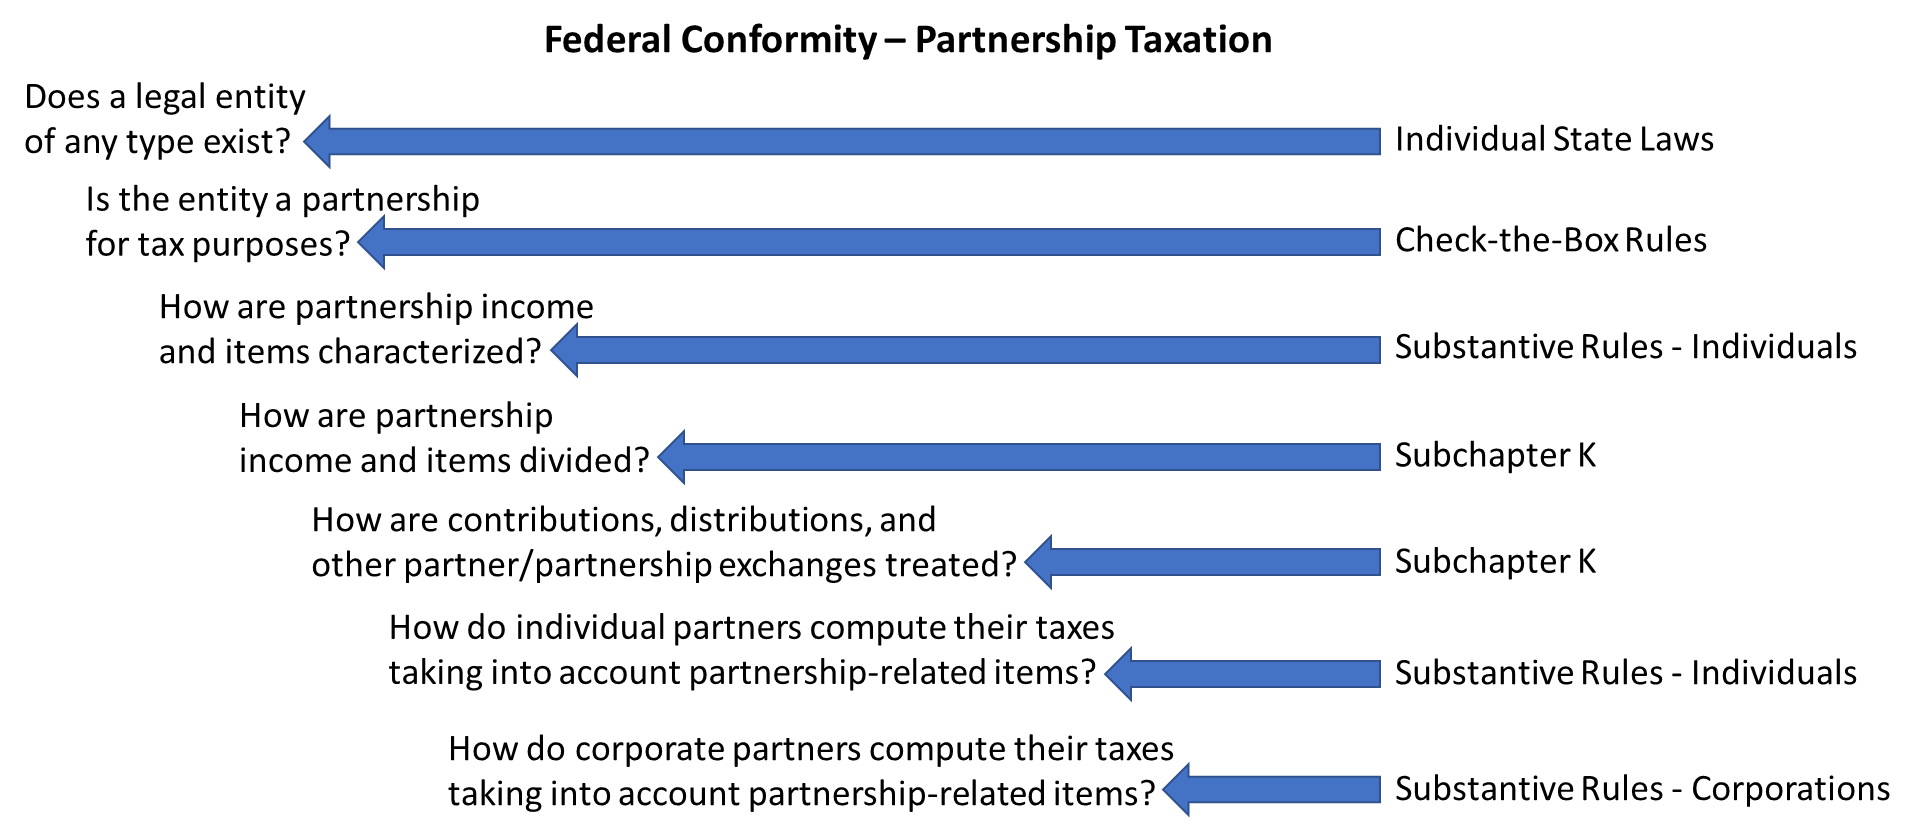 Federal Conformity – Partnership Taxation
Does a legal entity
of any type exist?
Individual State Laws
Is the entity a partnership
for tax purposes?
Check-the-Box Rules
How are partnership income
and items characterized?
Substantive Rules - Individuals
How are partnership
income and items divided?
Subchapter K
How are contributions, distributions, and
other partner/partnership exchanges treated?
Subchapter K
How do individual partners compute their taxes
taking into account partnership-related items?
Substantive Rules - Individuals
How do corporate partners compute their taxes
taking into account partnership-related items?
Substantive Rules - Corporations